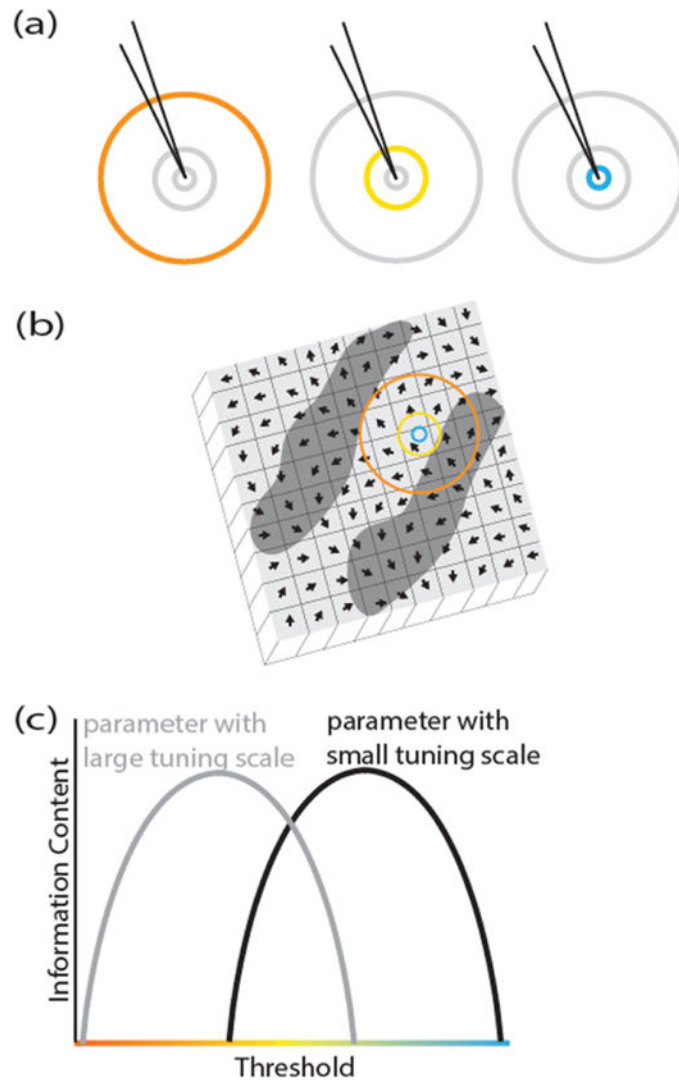 (a)
(b)
(c)
parameter with
large tuning scale
parameter with
small tuning scale
Information Content
Threshold